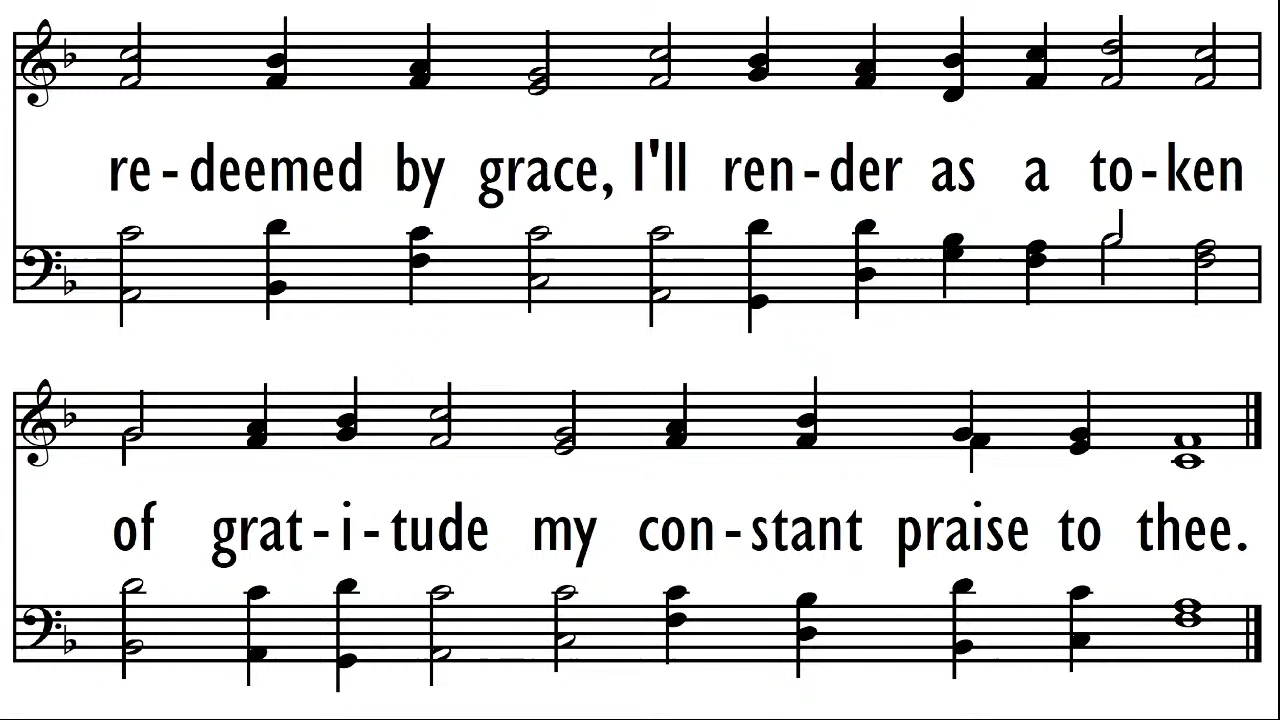 re-deemed by grace, I'll ren-der as a to-ken
of grat-i-tude my con-stant praise to thee.